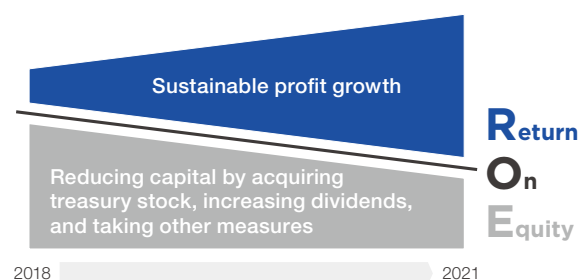 Sustainable profit growth
Reducing capital by acquiring
treasury stock, increasing dividends,
and taking other measures
Return
On
Equity
2018
2021